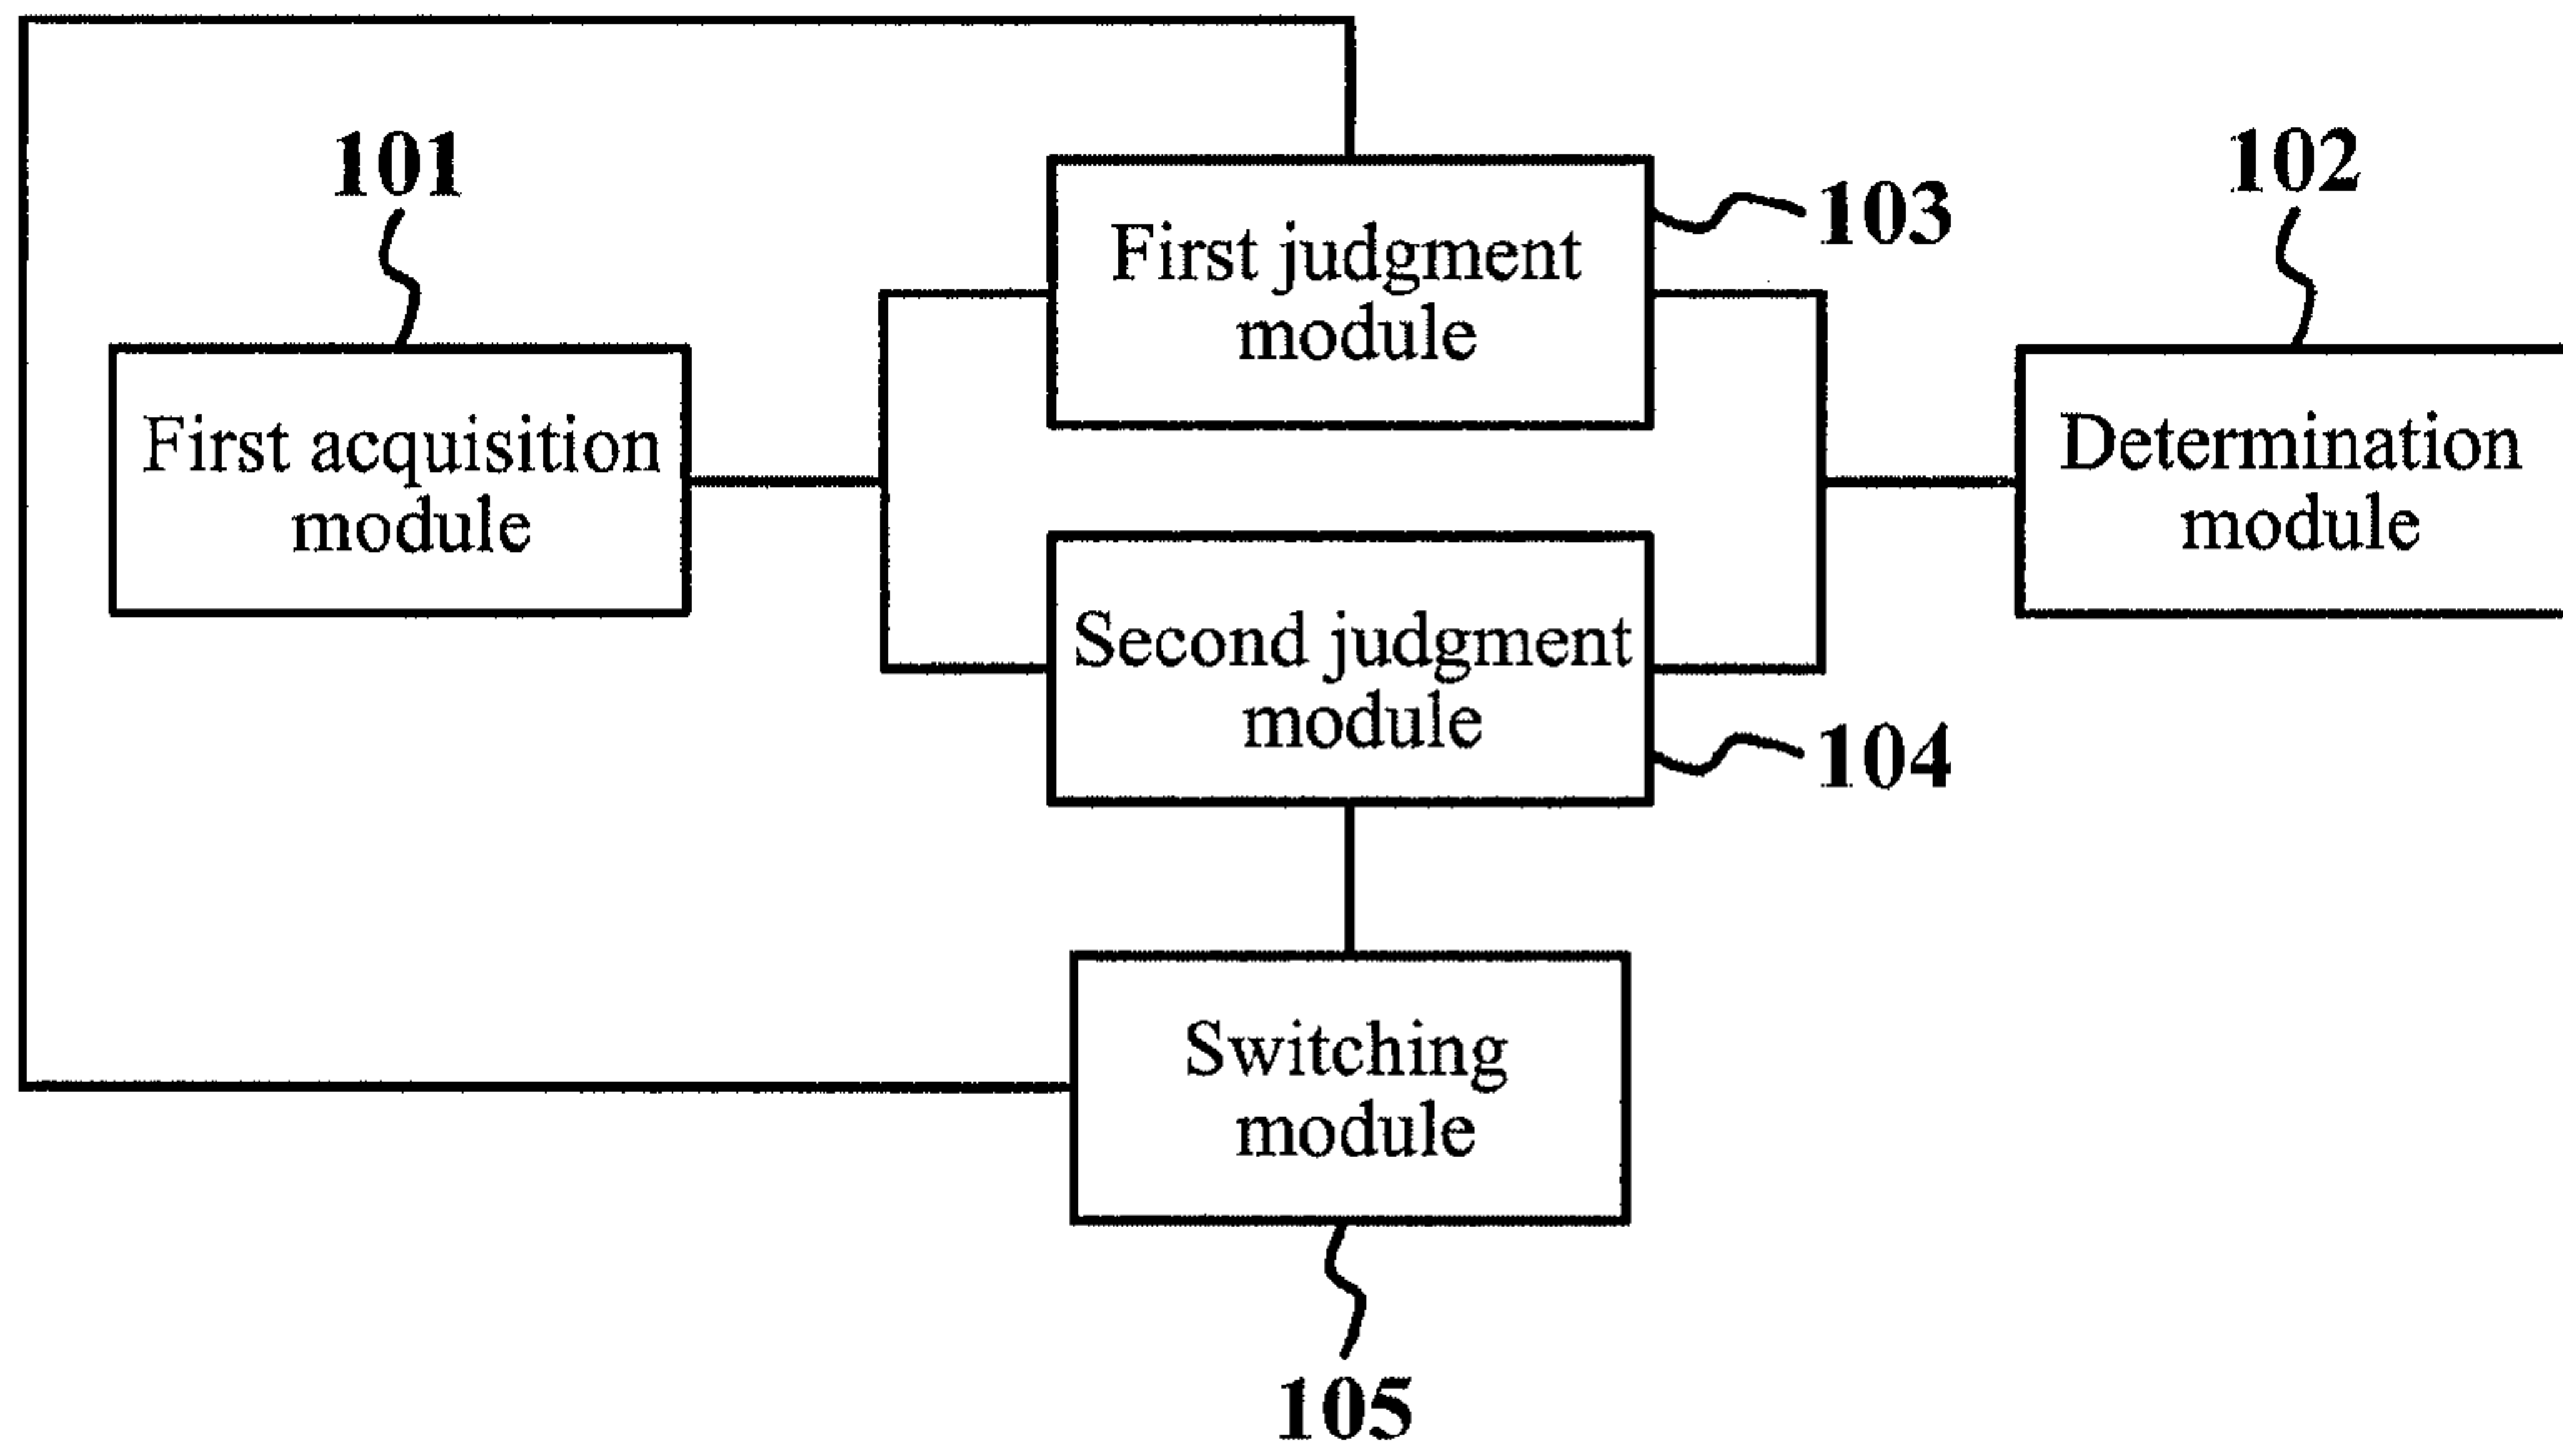 101
First acquisition
module
First judgment
module
103
Second judgment
module
104
102
Determination
module
Switching
module
105